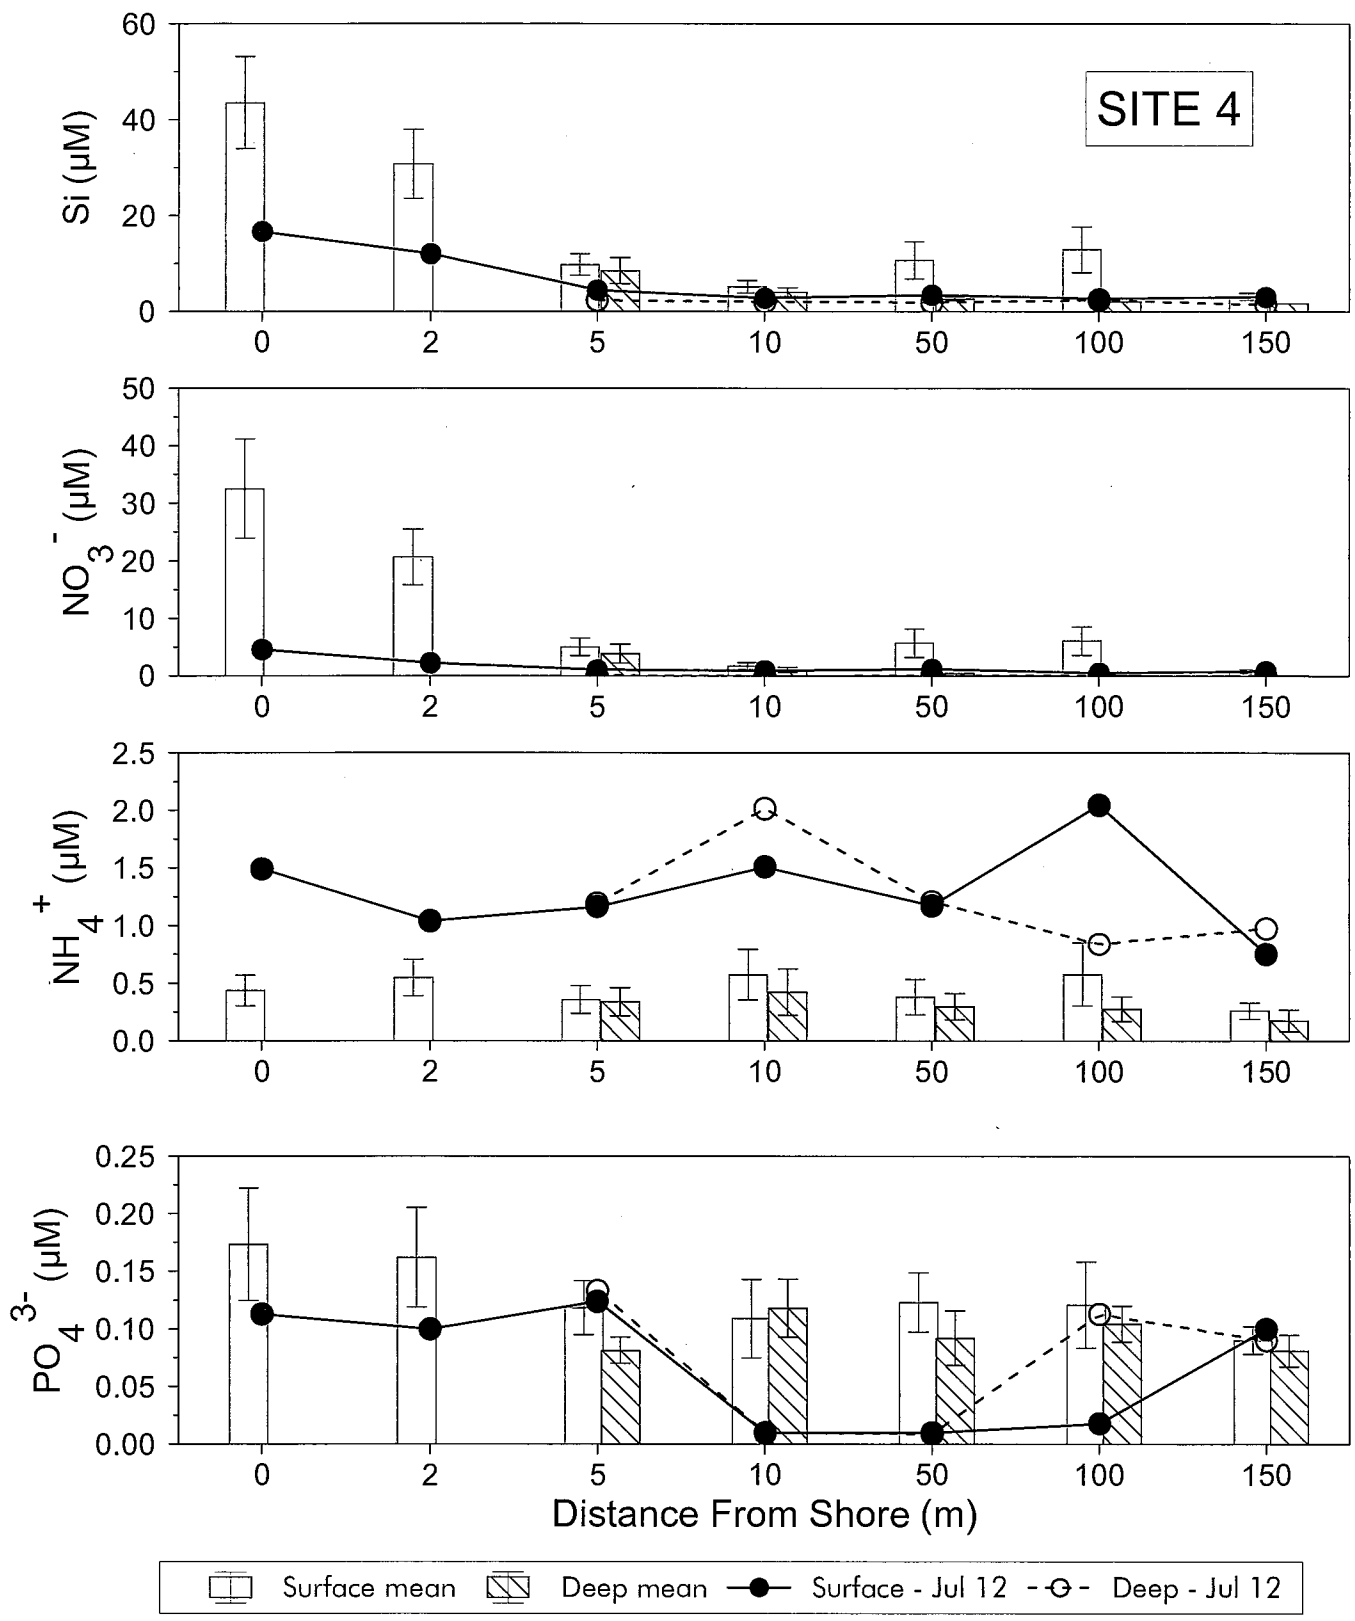 SITE 4
Si (µM)
60
40
20
0
0 2 5 10 50 100 150
NO3- (µM)
50
40
30
20
10
0
0 2 5 10 50 100 150
NH4+ (µM)
2.5
2.0
1.5
1.0
0.5
0.0
0 2 5 10 50 100 150
PO43- (µM)
0.25
0.20
0.15
0.10
0.05
0.00
0 2 5 10 50 100 150
Distance From Shore (m)
Surface mean Deep mean Surface - Jul 12 Deep - Jul 12